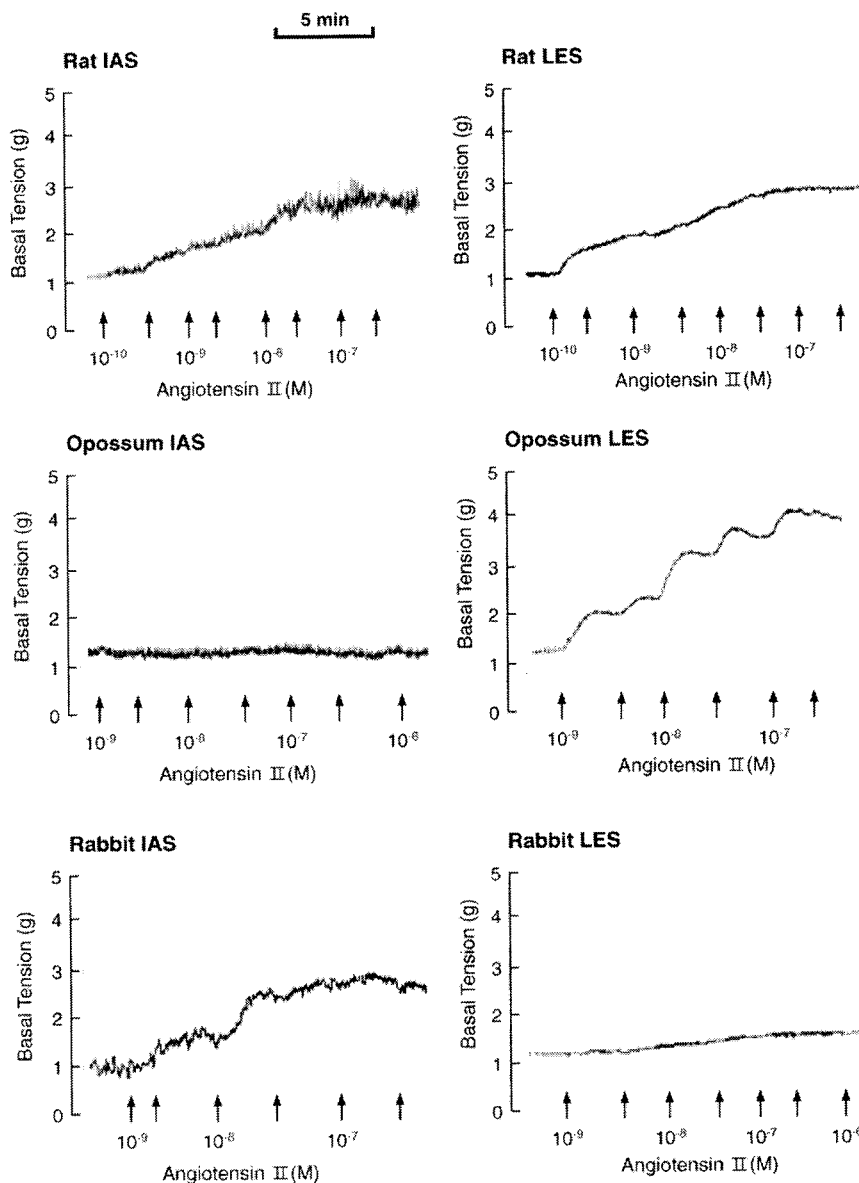 5 min
Rat IAS
Basal Tension (g)
5
4
3
2
1
0
10⁻¹⁰ 10⁻⁹ 10⁻⁸ 10⁻⁷
Angiotensin II (M)
Rat LES
Basal Tension (g)
5
4
3
2
1
0
10⁻¹⁰ 10⁻⁹ 10⁻⁸ 10⁻⁷
Angiotensin II (M)
Opossum IAS
Basal Tension (g)
5
4
3
2
1
0
10⁻⁹ 10⁻⁸ 10⁻⁷ 10⁻⁶
Angiotensin II (M)
Opossum LES
Basal Tension (g)
5
4
3
2
1
0
10⁻⁹ 10⁻⁸ 10⁻⁷
Angiotensin II (M)
Rabbit IAS
Basal Tension (g)
5
4
3
2
1
0
10⁻⁹ 10⁻⁸ 10⁻⁷
Angiotensin II (M)
Rabbit LES
Basal Tension (g)
5
4
3
2
1
0
10⁻⁹ 10⁻⁸ 10⁻⁷ 10⁻⁶
Angiotensin II (M)